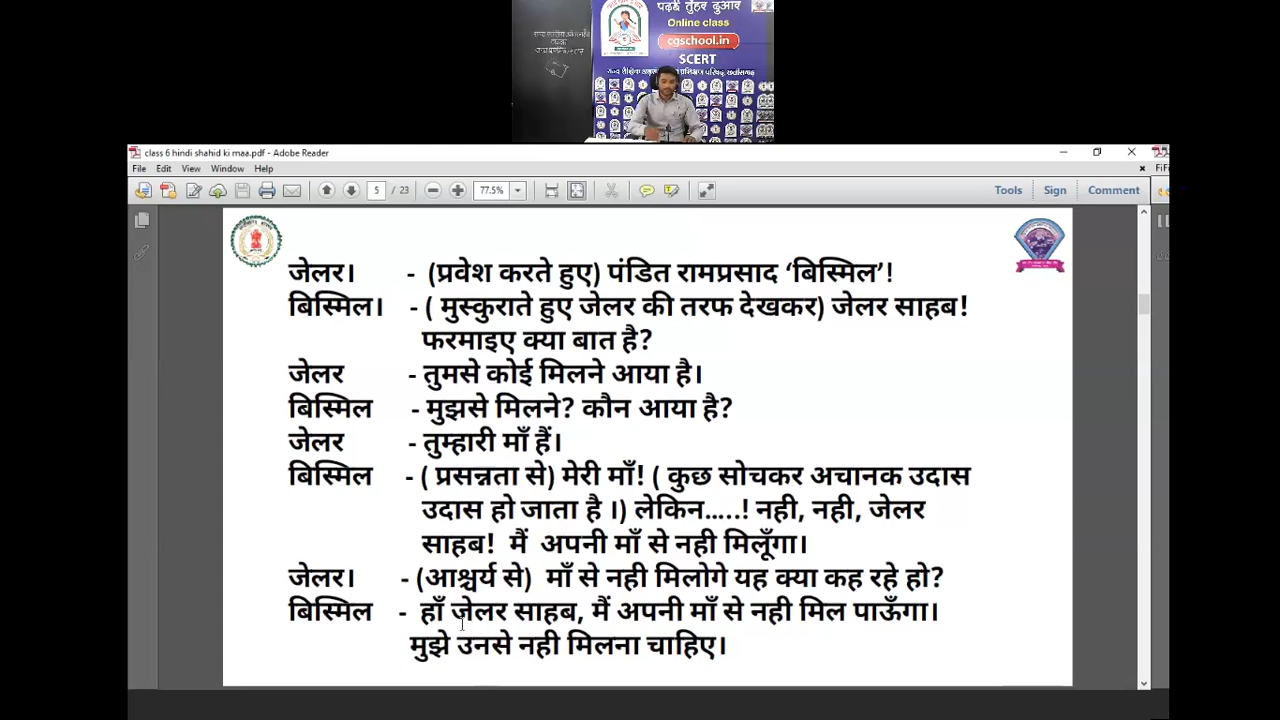 पढ़ई तुंहर दुआर
Online class
cgschool.in
SCERT
class 6 hindi shahid ki maa.pdf - Adobe Reader
File Edit View Window Help
5 / 23 77.5% Tools Sign Comment
जेलर। - (प्रवेश करते हुए) पंडित रामप्रसाद ‘बिस्मिल’!
बिस्मिल। - ( मुस्कुराते हुए जेलर की तरफ देखकर) जेलर साहब!
फरमाइए क्या बात है?
जेलर - तुमसे कोई मिलने आया है।
बिस्मिल - मुझसे मिलने? कौन आया है?
जेलर - तुम्हारी माँ हैं।
बिस्मिल - ( प्रसन्नता से) मेरी माँ! ( कुछ सोचकर अचानक उदास
उदास हो जाता है ।) लेकिन.....! नही, नही, जेलर
साहब! मैं अपनी माँ से नही मिलूँगा।
जेलर। - (आश्चर्य से) माँ से नही मिलोगे यह क्या कह रहे हो?
बिस्मिल - हाँ जेलर साहब, मैं अपनी माँ से नही मिल पाऊँगा।
मुझे उनसे नही मिलना चाहिए।